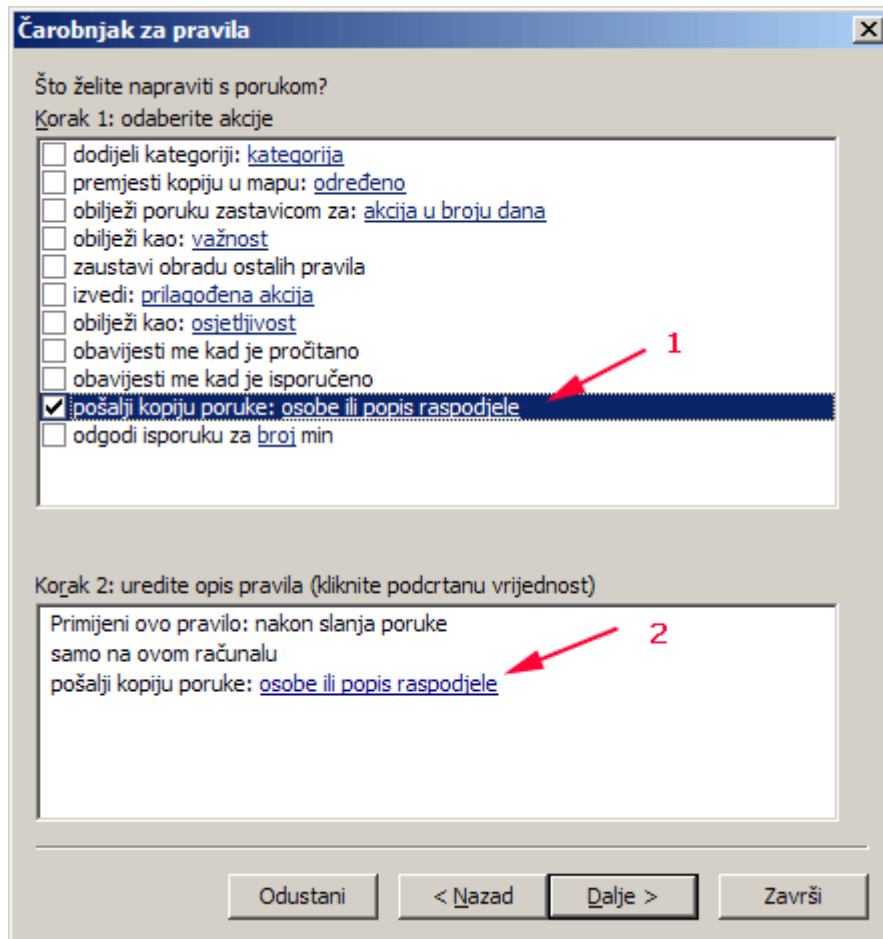 Čarobnjak za pravila
Što želite napraviti s porukom?
Korak 1: odaberite akcije
dodijeli kategoriji: kategorija
premjesti kopiju u mapu: određeno
obilježi poruku zastavicom za: akcija u broju dana
obilježi kao: važnost
zaustavi obradu ostalih pravila
izvedi: prilagođena akcija
obilježi kao: osjetljivost
obavijesti me kad je pročitano
1
obavijesti me kad je isporučeno
pošalji kopiju poruke: osobe ili popis raspodjele
odgodi isporuku za broj min
Korak 2: uredite opis pravila (kliknite podcrtanu vrijednost)
Primijeni ovo pravilo: nakon slanja poruke
2
samo na ovom računalu
pošalji kopiju poruke: osobe ili popis raspodjele
Odustani
< Nazad
Dalje >
Završi